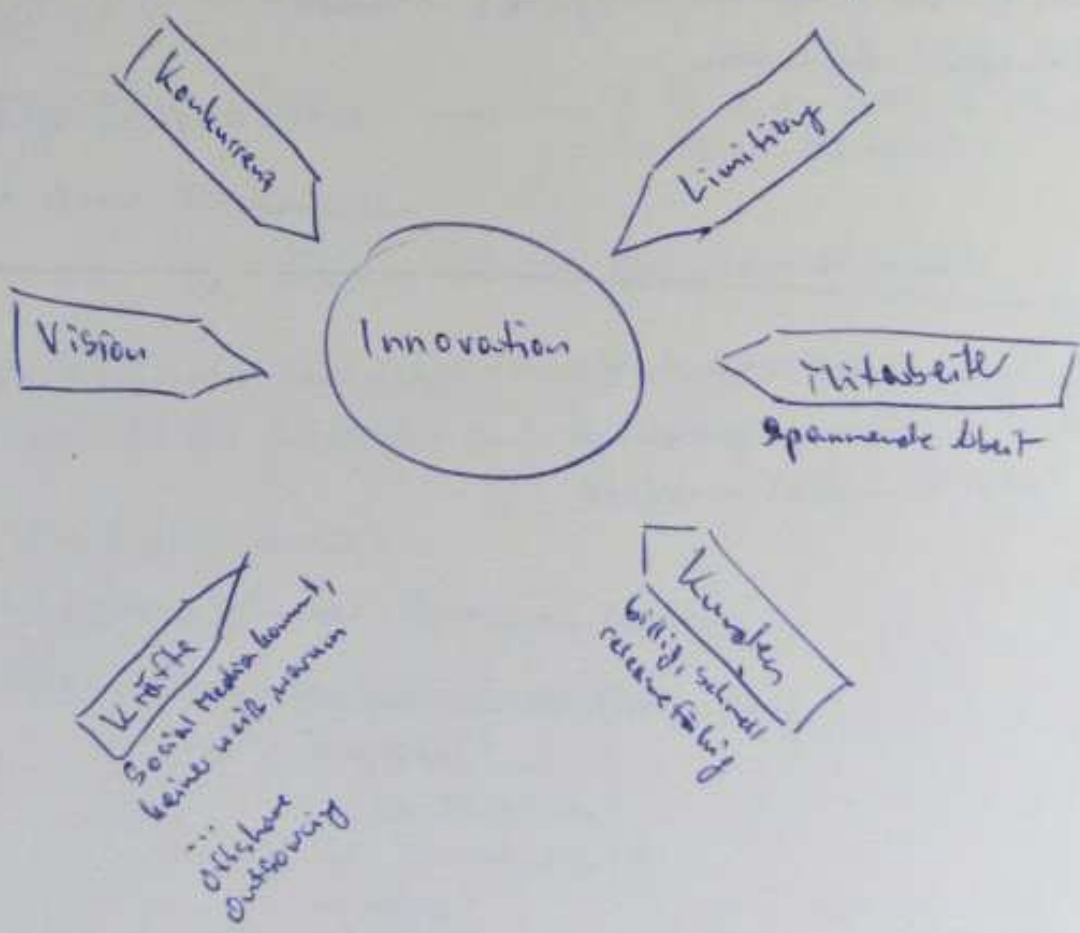 Konkurrenz
Limitierung
Vision
Innovation
Mitarbeiter
spannende Arbeit
Kräfte
Social Media kommt,
keiner weiß warum
...
Offshore
Outsourcing
Kunden
billig, schnell
releasefähig